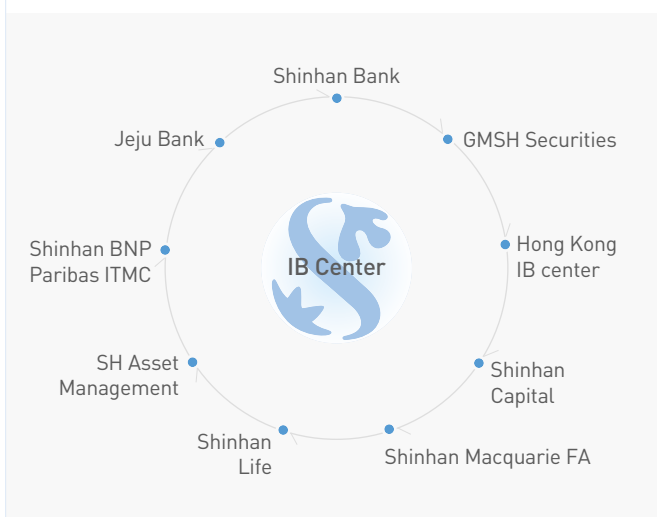 Shinhan Bank
Jeju Bank
GMSH Securities
Shinhan BNP
Paribas ITMC
IB Center
Hong Kong
IB center
SH Asset
Management
Shinhan
Capital
Shinhan
Life
Shinhan Macquarie FA